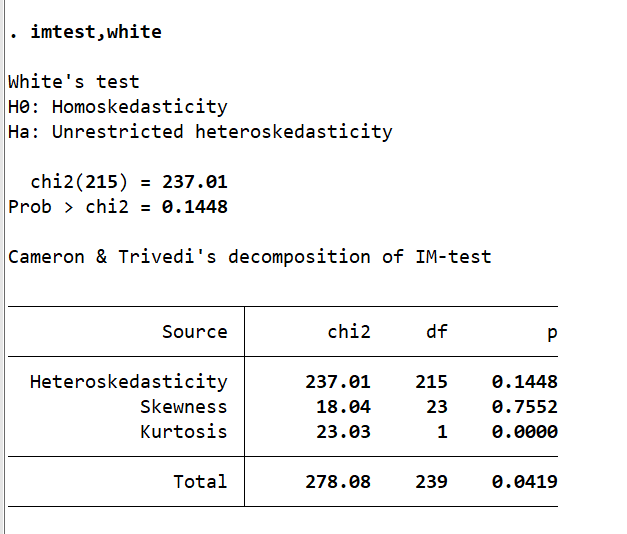 . imtest,white
White's test
H0: Homoskedasticity
Ha: Unrestricted heteroskedasticity
chi2(215) = 237.01
Prob > chi2 = 0.1448
Cameron & Trivedi's decomposition of IM-test
Source chi2 df p
Heteroskedasticity 237.01 215 0.1448
Skewness 18.04 23 0.7552
Kurtosis 23.03 1 0.0000
Total 278.08 239 0.0419